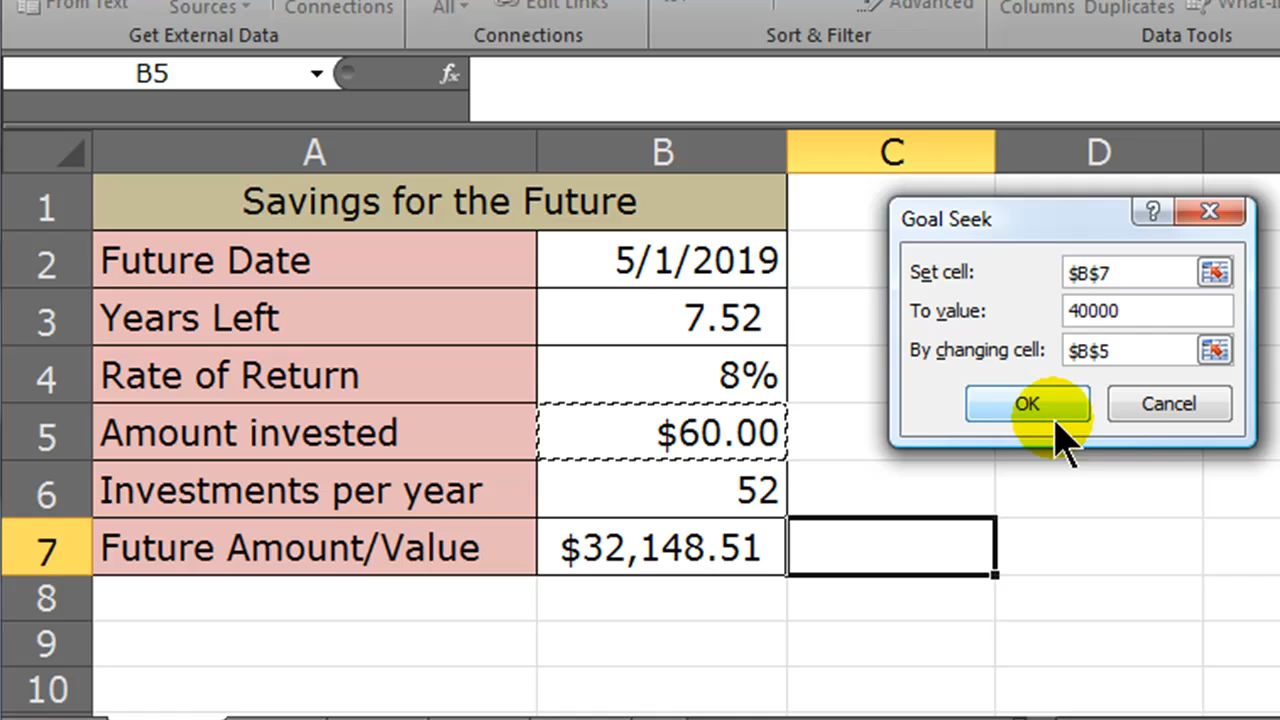 From Text
Sources
Connections
All
Edit Links
Advanced
Columns Duplicates What-I
Get External Data
Connections
Sort & Filter
Data Tools
B5
fx
A B C D
1 Savings for the Future
2 Future Date 5/1/2019
3 Years Left 7.52
4 Rate of Return 8%
5 Amount invested $60.00
6 Investments per year 52
7 Future Amount/Value $32,148.51
8
9
10
Goal Seek
?
Set cell: $B$7
To value: 40000
By changing cell: $B$5
OK Cancel